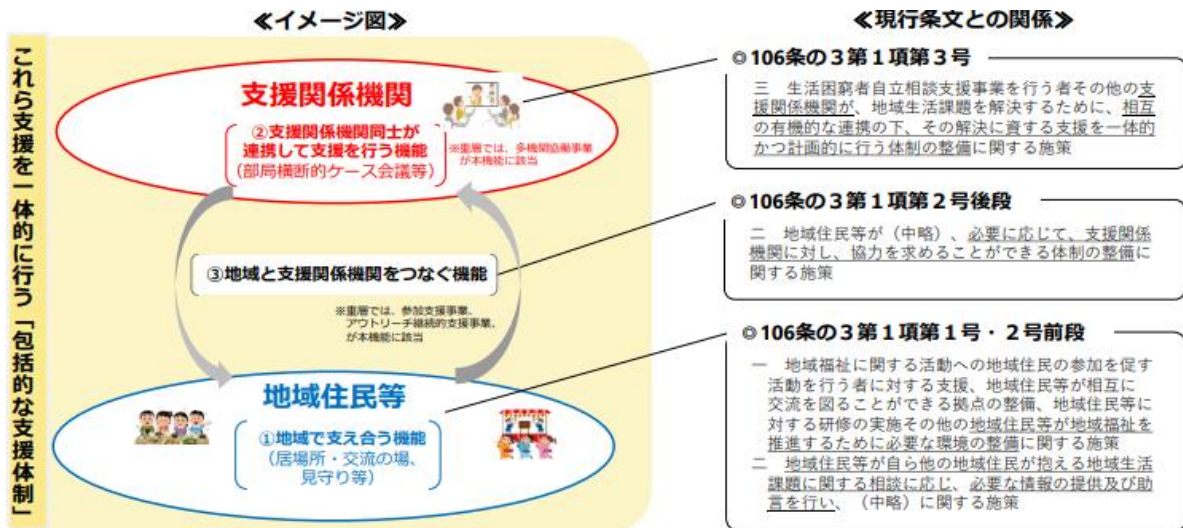 ≪イメージ図≫
これら支援を一体的に行う「包括的な支援体制」
支援関係機関
②支援関係機関同士が
連携して支援を行う機能
(部局横断的ケース会議等)
※重層では、多機関協働事業
が本機能に該当
③地域と支援関係機関をつなぐ機能
※重層では、参加支援事業、
アウトリーチ継続的支援事業、
が本機能に該当
地域住民等
①地域で支え合う機能
(居場所・交流の場、
見守り等)
≪現行条文との関係≫
◎106条の3第1項第3号
三 生活困窮者自立相談支援事業を行う者その他の支
援関係機関が、地域生活課題を解決するために、相互
の有機的な連携の下、その解決に資する支援を一体的
かつ計画的に行う体制の整備に関する施策
◎106条の3第1項第2号後段
二 地域住民等が(中略)、必要に応じて、支援関係
機関に対し、協力を求めることができる体制の整備に
関する施策
◎106条の3第1項第1号・2号前段
一 地域福祉に関する活動への地域住民の参加を促す
活動を行う者に対する支援、地域住民等が相互に
交流を図ることができる拠点の整備、地域住民等に
対する研修の実施その他の地域住民等が地域福祉を
推進するために必要な環境の整備に関する施策
二 地域住民等が自ら他の地域住民が抱える地域生活
課題に関する相談に応じ、必要な情報の提供及び助
言を行い、(中略)に関する施策